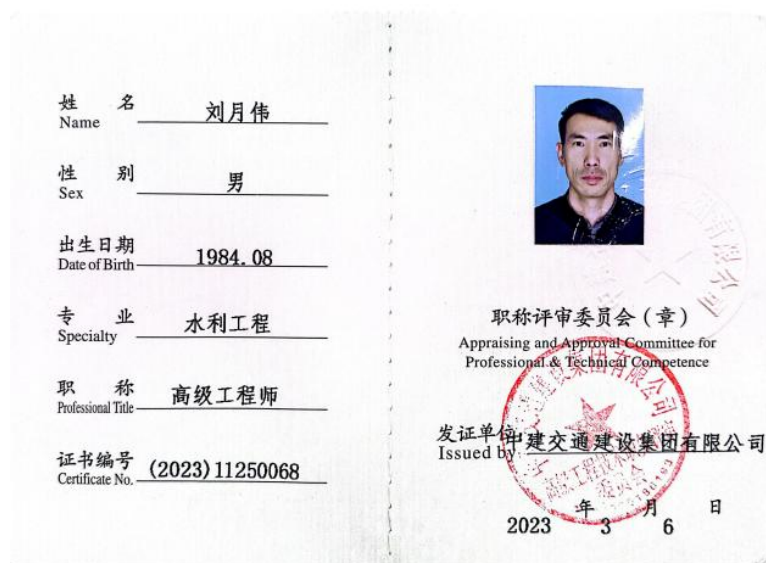 姓 名 刘月伟
Name
性 别 男
Sex
出生日期 1984.08
Date of Birth
专 业 水利工程
Specialty
职 称 高级工程师
Professional Title
证书编号 (2023)11250068
Certificate No.
职称评审委员会(章)
Appraising and Approval Committee for
Professional & Technical Competence
发证单位 中建交通建设集团有限公司
Issued by
年 月 日
2023 3 6